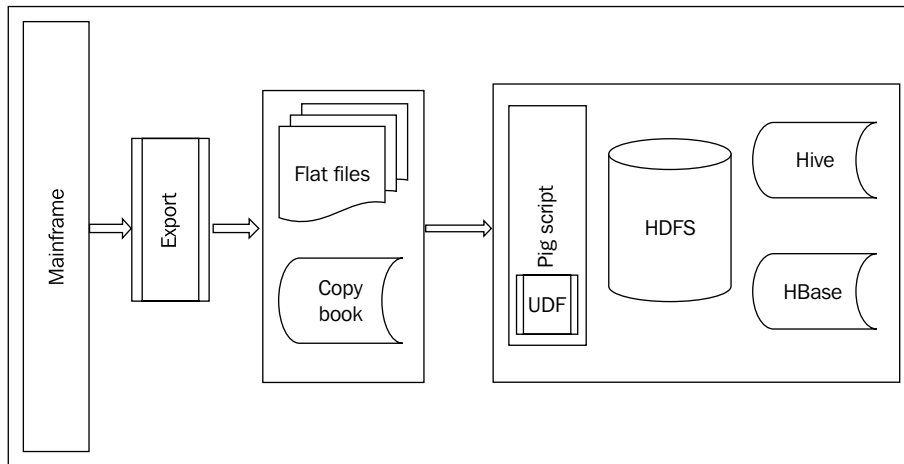 Mainframe
Export
Flat files
Copy
book
Pig script
UDF
HDFS
Hive
HBase